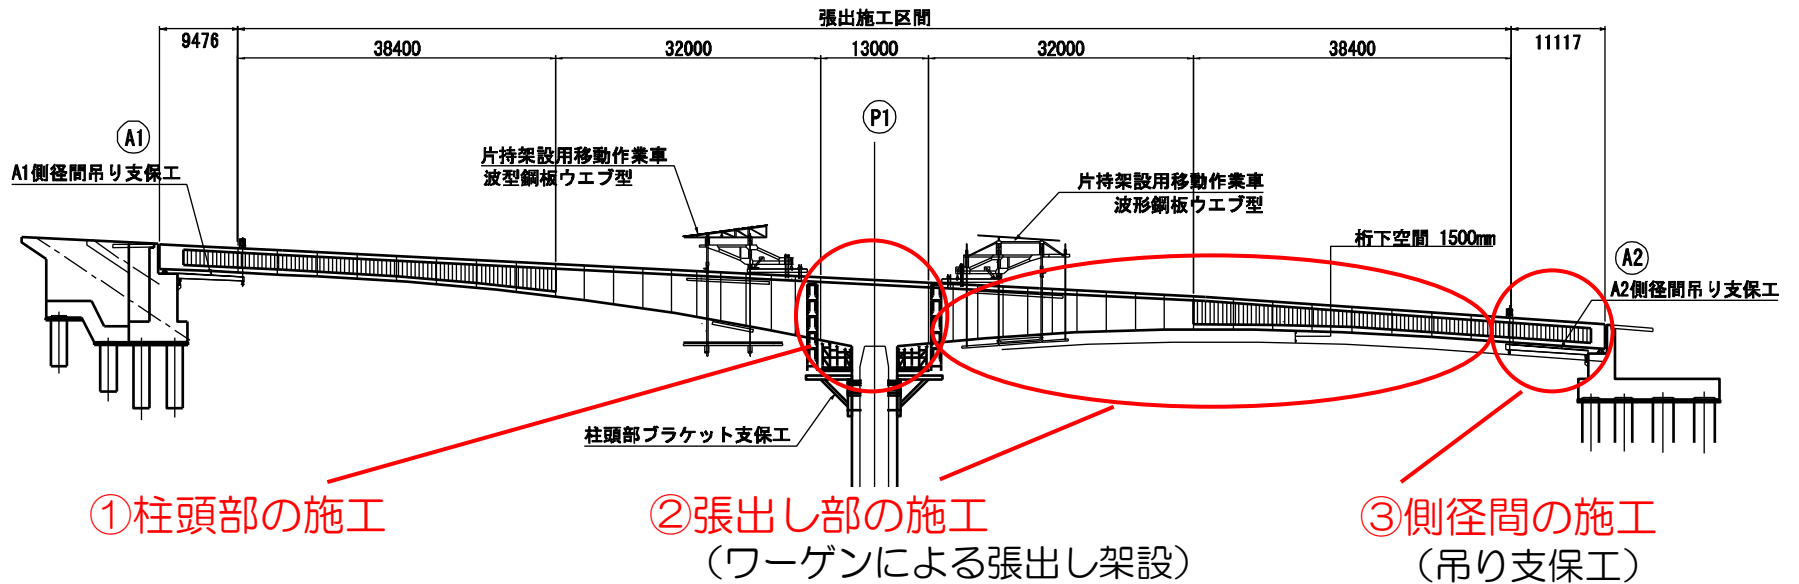 張出施工区間
9476
38400
32000
13000
32000
38400
11117
A1
P1
A2
A1側径間吊り支保工
片持架設用移動作業車
波型鋼板ウエブ型
片持架設用移動作業車
波形鋼板ウエブ型
桁下空間 1500mm
A2側径間吊り支保工
柱頭部ブラケット支保工
①柱頭部の施工
②張出し部の施工
（ワーゲンによる張出し架設）
③側径間の施工
（吊り支保工）